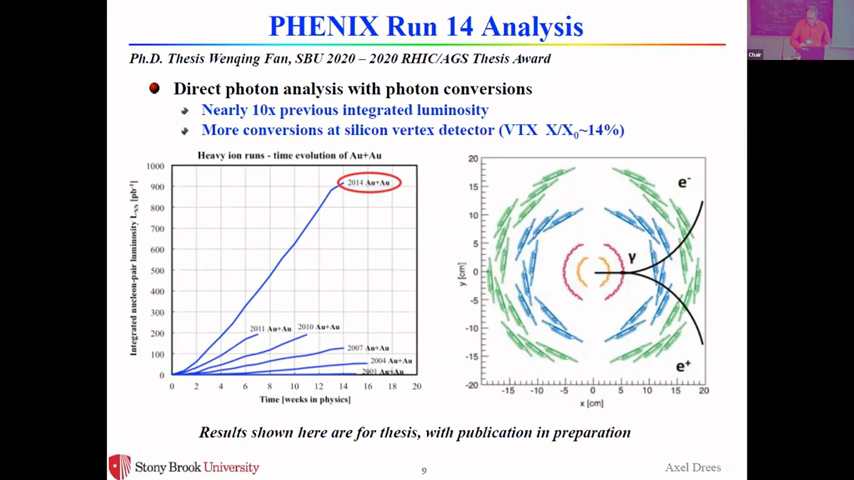 PHENIX Run 14 Analysis
Ph.D. Thesis Wenqing Fan, SBU 2020 – 2020 RHIC/AGS Thesis Award
Direct photon analysis with photon conversions
Nearly 10x previous integrated luminosity
More conversions at silicon vertex detector (VTX X/X0~14%)
Chair
Heavy ion runs - time evolution of Au+Au
Integrated nucleon-pair luminosity LNN [pb-1]
1000
900
800
700
600
500
400
300
200
100
0
2014 Au+Au
2011 Au+Au
2010 Au+Au
2007 Au+Au
2004 Au+Au
2001 Au+Au
0 2 4 6 8 10 12 14 16 18 20
Time [weeks in physics]
y [cm]
20
15
10
5
0
-5
-10
-15
-20
e-
γ
e+
-15 -10 -5 0 5 10 15 20
x [cm]
Results shown here are for thesis, with publication in preparation
Stony Brook University
9
Axel Drees